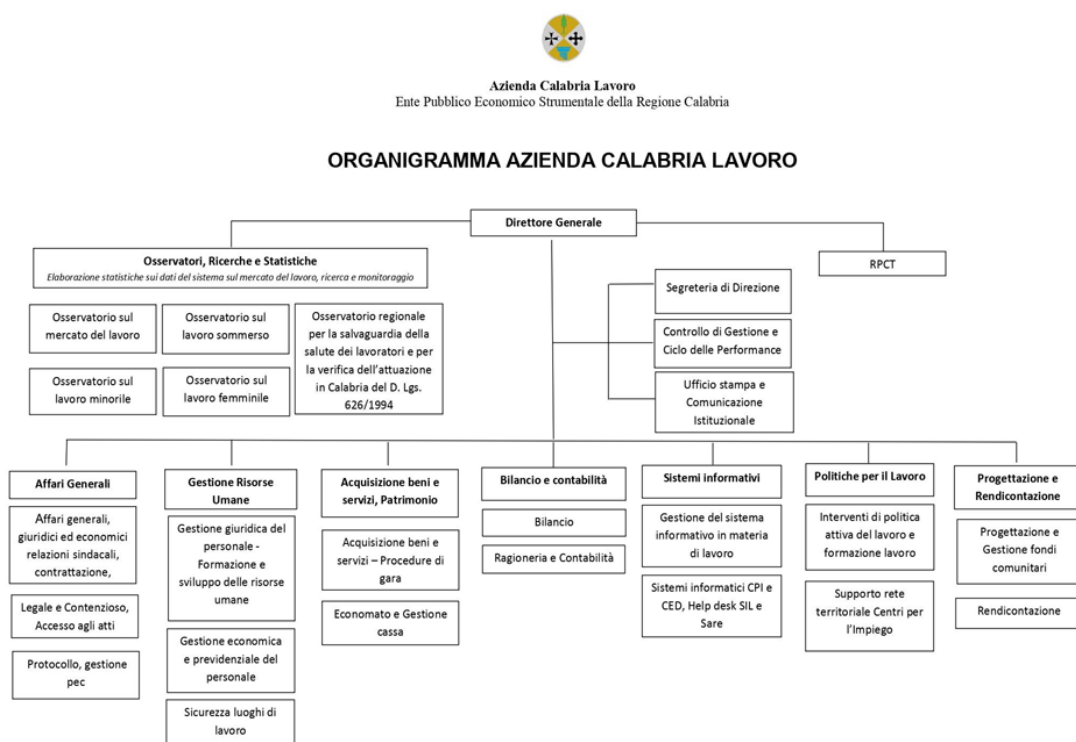 Azienda Calabria Lavoro
Ente Pubblico Economico Strumentale della Regione Calabria
ORGANIGRAMMA AZIENDA CALABRIA LAVORO
Direttore Generale
Osservatori, Ricerche e Statistiche
Elaborazione statistiche sui dati del sistema sul mercato del lavoro, ricerca e monitoraggio
RPCT
Osservatorio sul
mercato del lavoro
Osservatorio sul
lavoro sommerso
Osservatorio regionale
per la salvaguardia della
salute dei lavoratori e per
la verifica dell'attuazione
in Calabria del D. Lgs.
626/1994
Osservatorio sul
lavoro minorile
Osservatorio sul
lavoro femminile
Segreteria di Direzione
Controllo di Gestione e
Ciclo delle Performance
Ufficio stampa e
Comunicazione
Istituzionale
Affari Generali
Affari generali,
giuridici ed economici
relazioni sindacali,
contrattazione,
Legale e Contenzioso,
Accesso agli atti
Protocollo, gestione
pec
Gestione Risorse
Umane
Gestione giuridica del
personale -
Formazione e
sviluppo delle risorse
umane
Gestione economica
e previdenziale del
personale
Sicurezza luoghi di
lavoro
Acquisizione beni e
servizi, Patrimonio
Acquisizione beni e
servizi – Procedure di
gara
Economato e Gestione
cassa
Bilancio e contabilità
Bilancio
Ragioneria e Contabilità
Sistemi informativi
Gestione del sistema
informativo in materia
di lavoro
Sistemi informatici CPI e
CED, Help desk SIL e
Sare
Politiche per il Lavoro
Interventi di politica
attiva del lavoro e
formazione lavoro
Supporto rete
territoriale Centri per
l'Impiego
Progettazione e
Rendicontazione
Progettazione e
Gestione fondi
comunitari
Rendicontazione